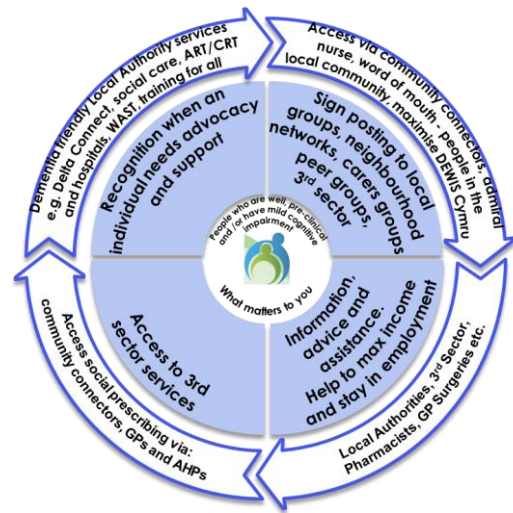 Dementia friendly Local Authority services
e.g. Delta Connect, social care, ART/CRT
and hospitals, WAST, training for all
Access via community connectors, admiral
nurse, word of mouth - people in the
local community, maximise DEWIS Cymru
Recognition when an
individual needs advocacy
and support
Sign posting to local
groups, neighbourhood
networks, carers groups
peer groups,
3rd sector
People who are well, pre-clinical
and /or have mild cognitive
impairment
What matters to you
Access to 3rd
sector services
Information,
advice and
assistance.
Help to max income
and stay in employment
Access social prescribing via:
community connectors, GPs and AHPs
Local Authorities, 3rd Sector,
Pharmacists, GP Surgeries etc.